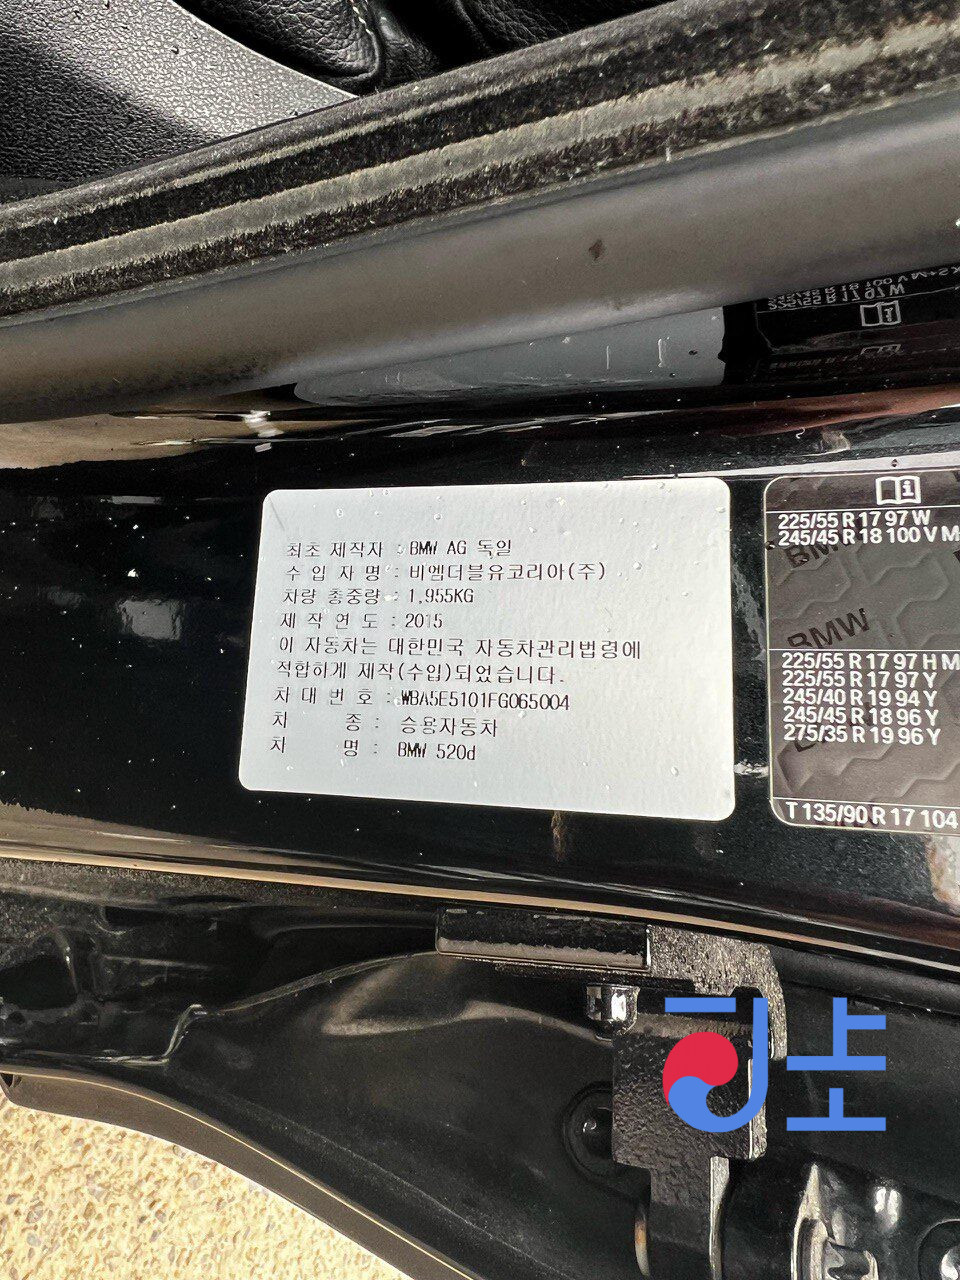 최초 제작자 : BMW AG 독일
수 입 자 명 : 비엠더블유코리아(주)
차량 총중량 : 1,955KG
제 작 연 도 : 2015
이 자동차는 대한민국 자동차관리법령에
적합하게 제작(수입)되었습니다.
차 대 번 호 : WBA5E5101FG065004
차 종 : 승용자동차
차 명 : BMW 520d
225/55 R 17 97 W
245/45 R 18 100 V M
BMW
BMW
225/55 R 17 97 H M
225/55 R 17 97 Y
245/40 R 19 94 Y
245/45 R 18 96 Y
275/35 R 19 96 Y
T 135/90 R 17 104